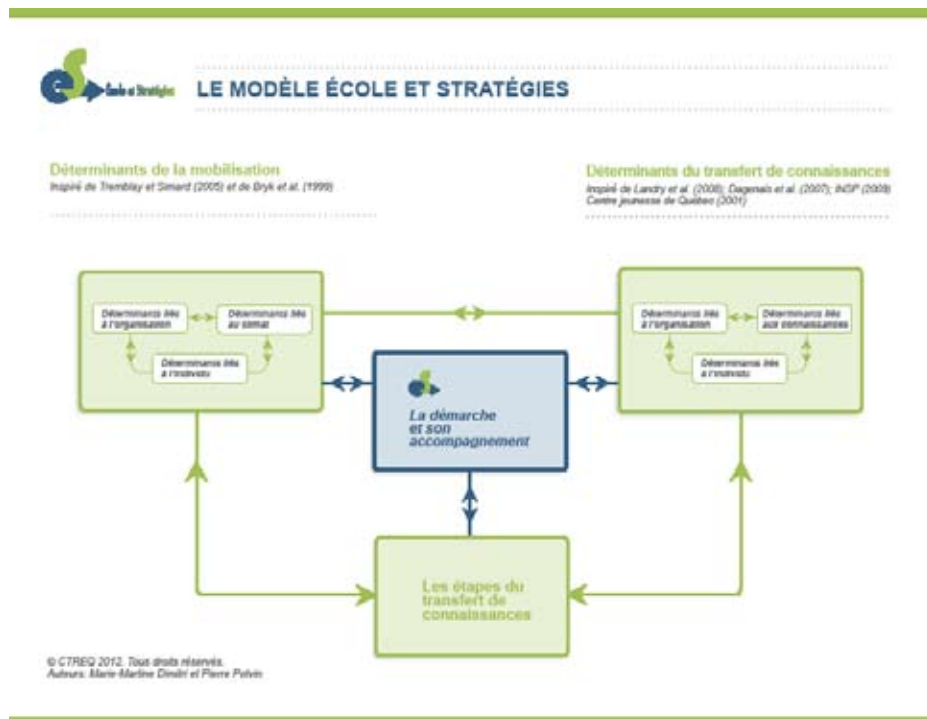 École et Stratégies
LE MODÈLE ÉCOLE ET STRATÉGIES
Déterminants de la mobilisation
Inspiré de Tremblay et Simard (2005) et de Bryk et al. (1999)
Déterminants du transfert de connaissances
Inspiré de Landry et al. (2008); Dagenais et al. (2007); INSP (2009)
Centre jeunesse de Québec (2001)
Déterminants liés
à l'organisation
Déterminants liés
au climat
Déterminants liés
à l'individu
Déterminants liés
à l'organisation
Déterminants liés
aux connaissances
Déterminants liés
à l'individu
La démarche
et son
accompagnement
Les étapes du
transfert de
connaissances
© CTREQ 2012. Tous droits réservés.
Auteurs: Marie-Martine Dimitri et Pierre Potvin